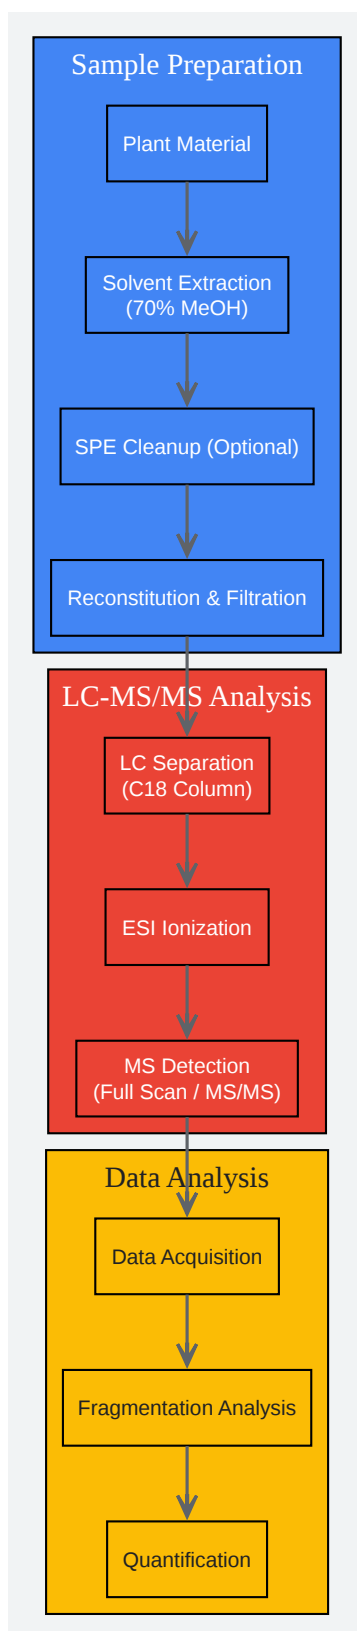 Sample Preparation
Plant Material
Solvent Extraction
(70% MeOH)
SPE Cleanup (Optional)
Reconstitution & Filtration
LC-MS/MS Analysis
LC Separation
(C18 Column)
ESI Ionization
MS Detection
(Full Scan / MS/MS)
Data Analysis
Data Acquisition
Fragmentation Analysis
Quantification